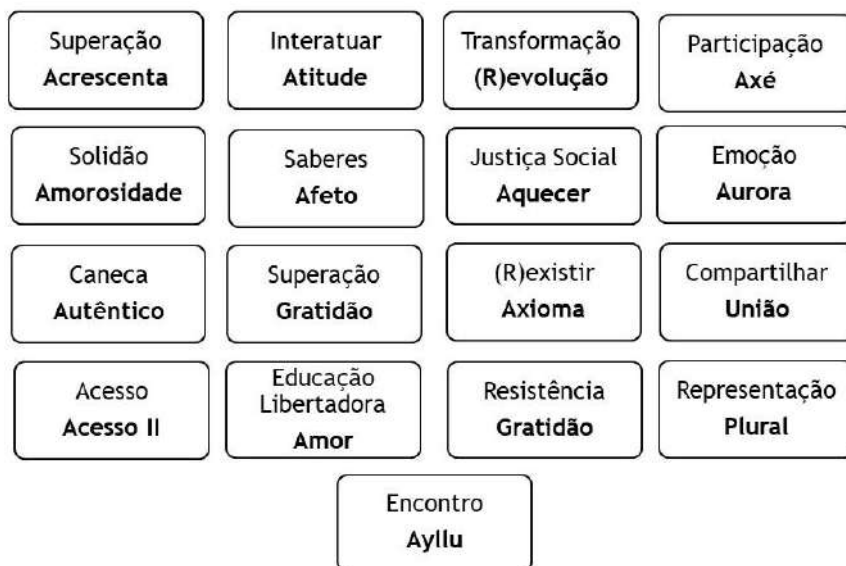 Superação
Acrescenta
Interatuar
Atitude
Transformação
(R)evolução
Participação
Axé
Solidão
Amorosidade
Saberes
Afeto
Justiça Social
Aquecer
Emoção
Aurora
Caneca
Autêntico
Superação
Gratidão
(R)existir
Axioma
Compartilhar
União
Acesso
Acesso II
Educação
Libertadora
Amor
Resistência
Gratidão
Representação
Plural
Encontro
Ayllu